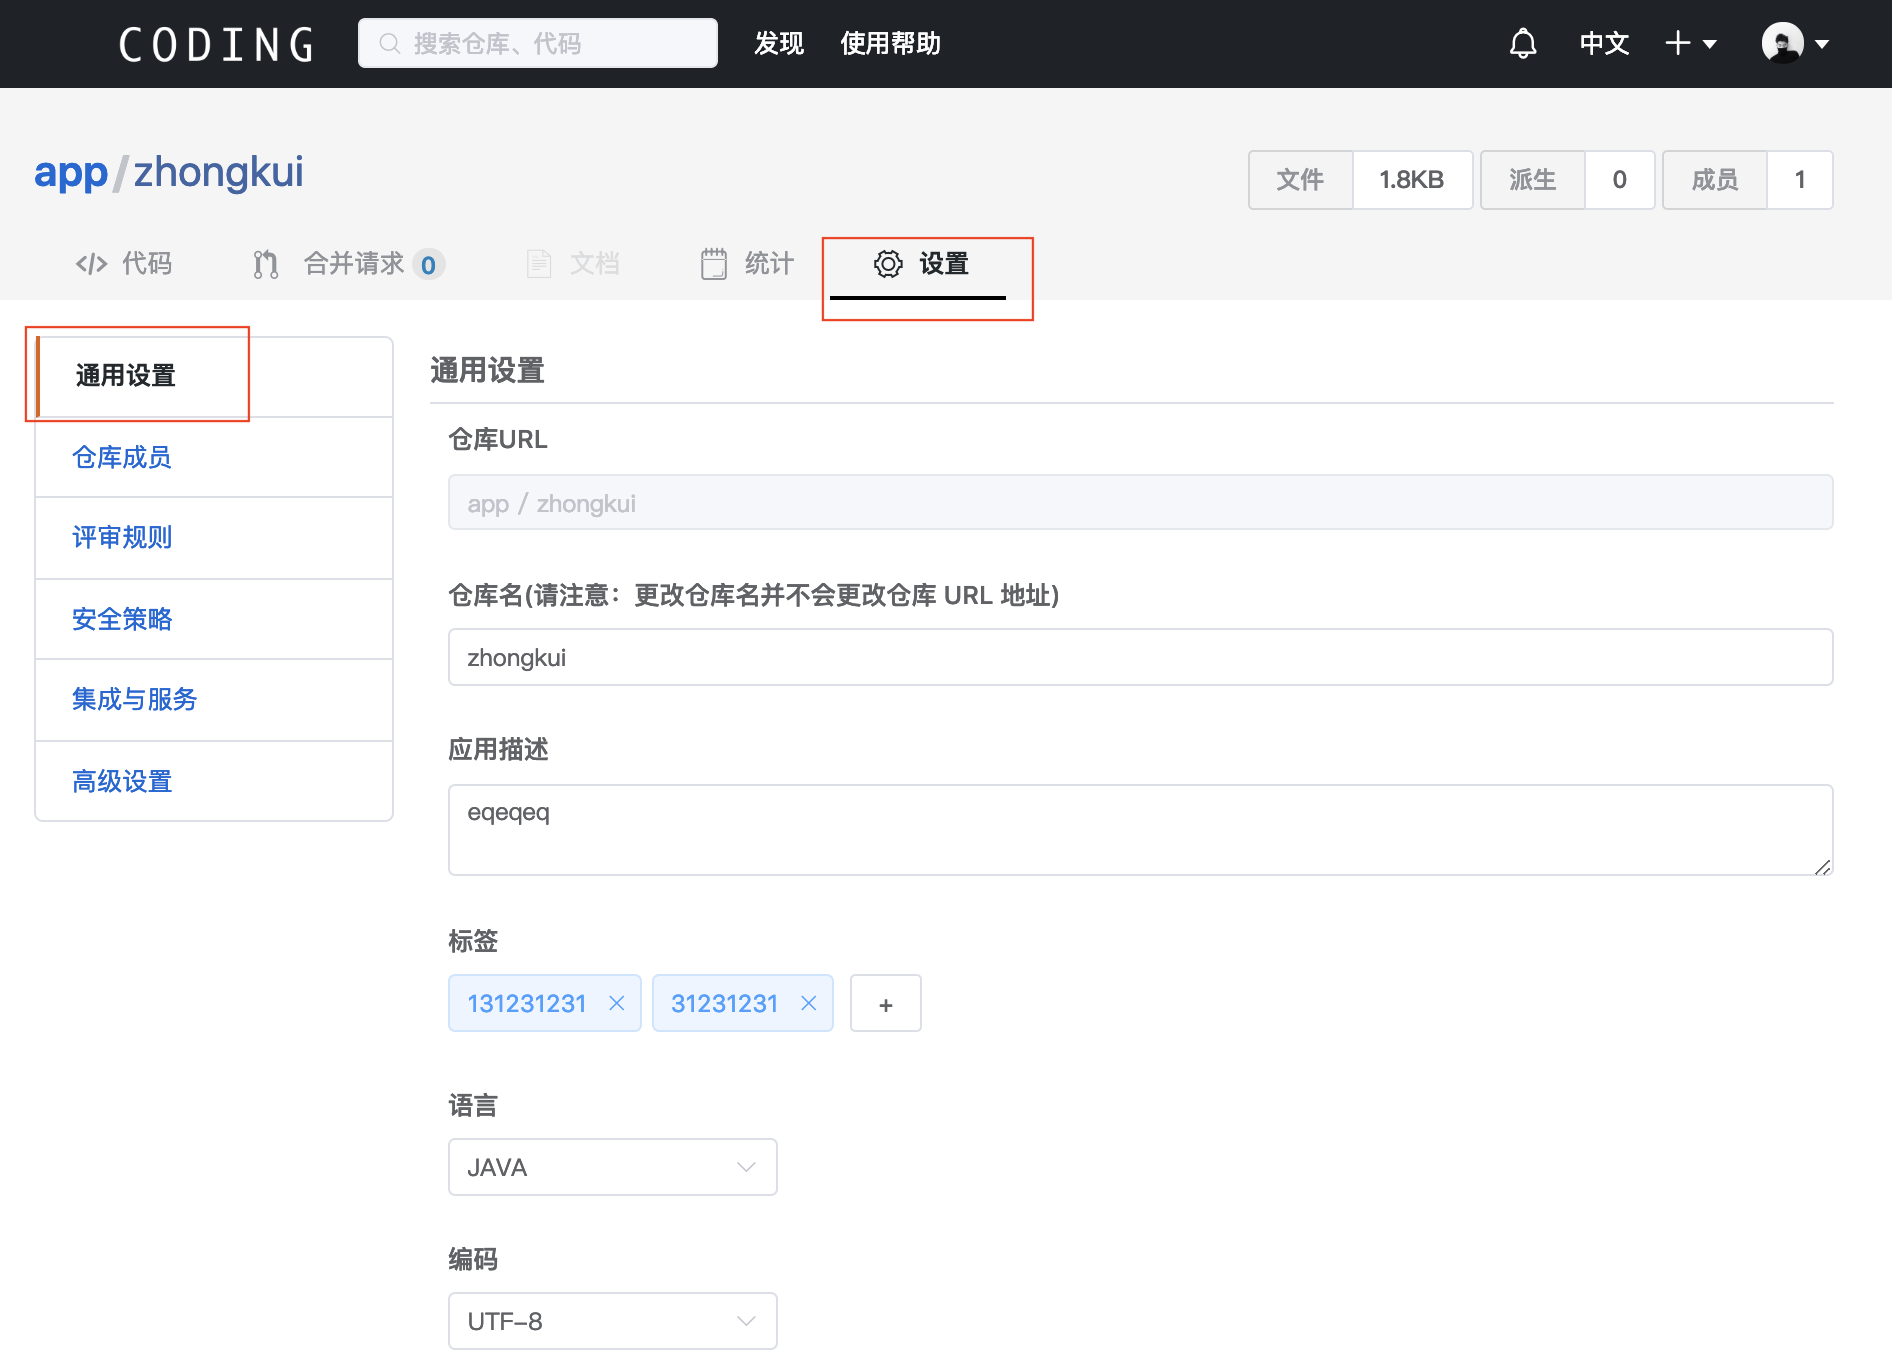 CODING 搜索仓库、代码 发现 使用帮助 中文
app/zhongkui
文件 1.8KB 派生 0 成员 1
代码 合并请求 0 文档 统计 设置
通用设置
仓库成员
评审规则
安全策略
集成与服务
高级设置
通用设置
仓库URL
app / zhongkui
仓库名(请注意：更改仓库名并不会更改仓库 URL 地址)
zhongkui
应用描述
eqeqeq
标签
131231231 × 31231231 × +
语言
JAVA
编码
UTF-8